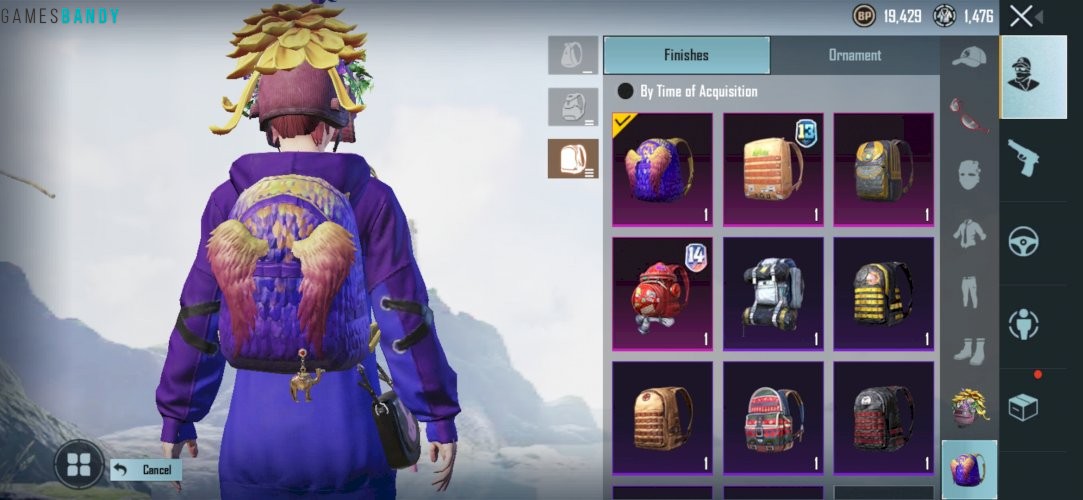 GAMESBANDY
BP 19,429 1,476
Finishes Ornament
By Time of Acquisition
13
1 1 1
14
1 1 1
1 1 1
Cancel